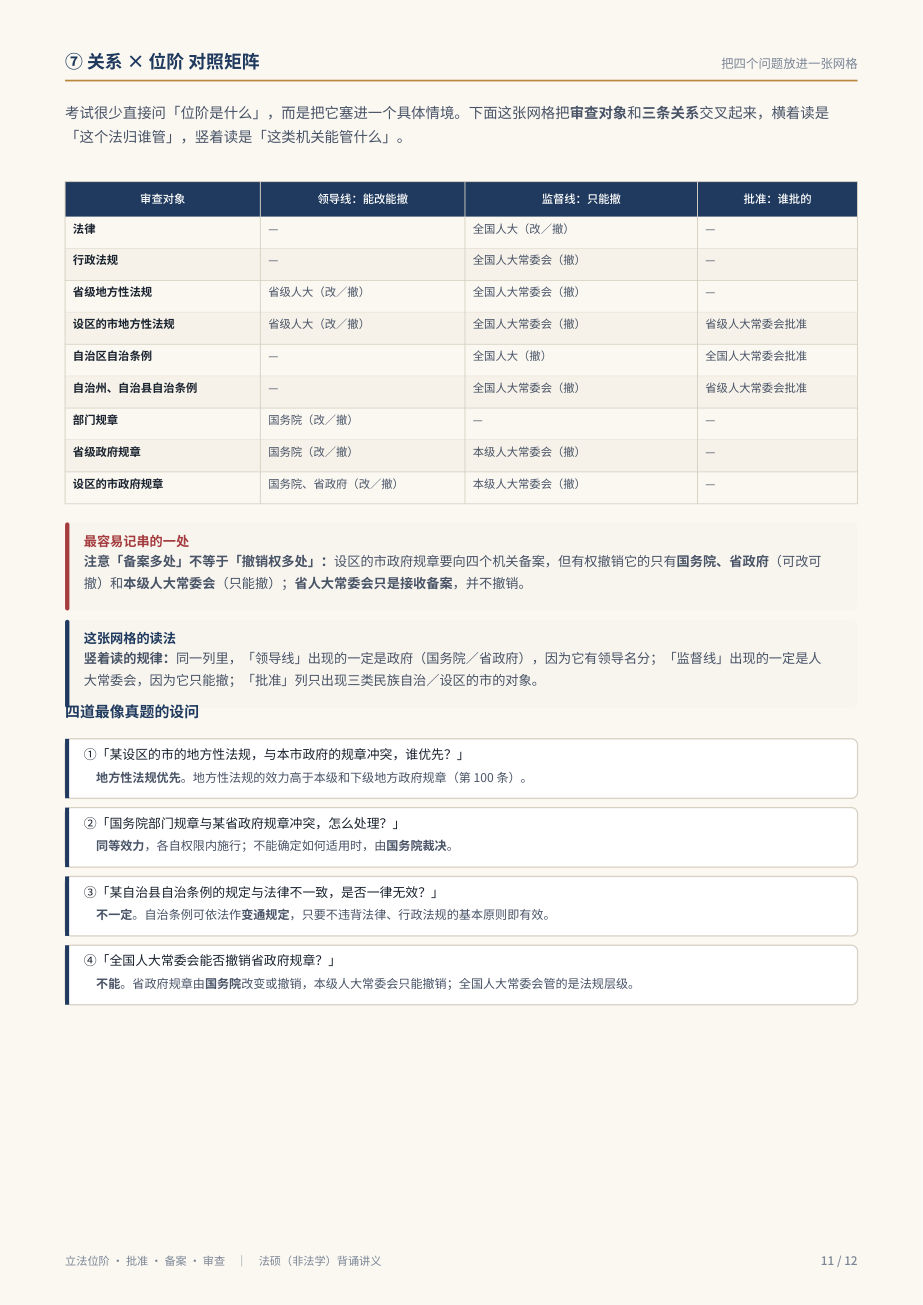 ⑦ 关系 × 位阶 对照矩阵
把四个问题放进一张网格
考试很少直接问「位阶是什么」，而是把它塞进一个具体情境。下面这张网格把审查对象和三条关系交叉起来，横着读是
「这个法归谁管」，竖着读是「这类机关能管什么」。
审查对象 领导线：能改能撤 监督线：只能撤 批准：谁批的
法律 — 全国人大（改／撤） —
行政法规 — 全国人大常委会（撤） —
省级地方性法规 省级人大（改／撤） 全国人大常委会（撤） —
设区的市地方性法规 省级人大（改／撤） 全国人大常委会（撤） 省级人大常委会批准
自治区自治条例 — 全国人大（撤） 全国人大常委会批准
自治州、自治县自治条例 — 全国人大常委会（撤） 省级人大常委会批准
部门规章 国务院（改／撤） — —
省级政府规章 国务院（改／撤） 本级人大常委会（撤） —
设区的市政府规章 国务院、省政府（改／撤） 本级人大常委会（撤） —
最容易记串的一处
注意「备案多处」不等于「撤销权多处」：设区的市政府规章要向四个机关备案，但有权撤销它的只有国务院、省政府（可改可
撤）和本级人大常委会（只能撤）；省人大常委会只是接收备案，并不撤销。
这张网格的读法
竖着读的规律：同一列里，「领导线」出现的一定是政府（国务院／省政府），因为它有领导名分；「监督线」出现的一定是人
大常委会，因为它只能撤；「批准」列只出现三类民族自治／设区的市的对象。
四道最像真题的设问
①「某设区的市的地方性法规，与本市政府的规章冲突，谁优先？」
地方性法规优先。地方性法规的效力高于本级和下级地方政府规章（第 100 条）。
②「国务院部门规章与某省政府规章冲突，怎么处理？」
同等效力，各自权限内施行；不能确定如何适用时，由国务院裁决。
③「某自治县自治条例的规定与法律不一致，是否一律无效？」
不一定。自治条例可依法作变通规定，只要不违背法律、行政法规的基本原则即有效。
④「全国人大常委会能否撤销省政府规章？」
不能。省政府规章由国务院改变或撤销，本级人大常委会只能撤销；全国人大常委会管的是法规层级。
立法位阶 · 批准 · 备案 · 审查 ｜ 法硕（非法学）背诵讲义
11 / 12